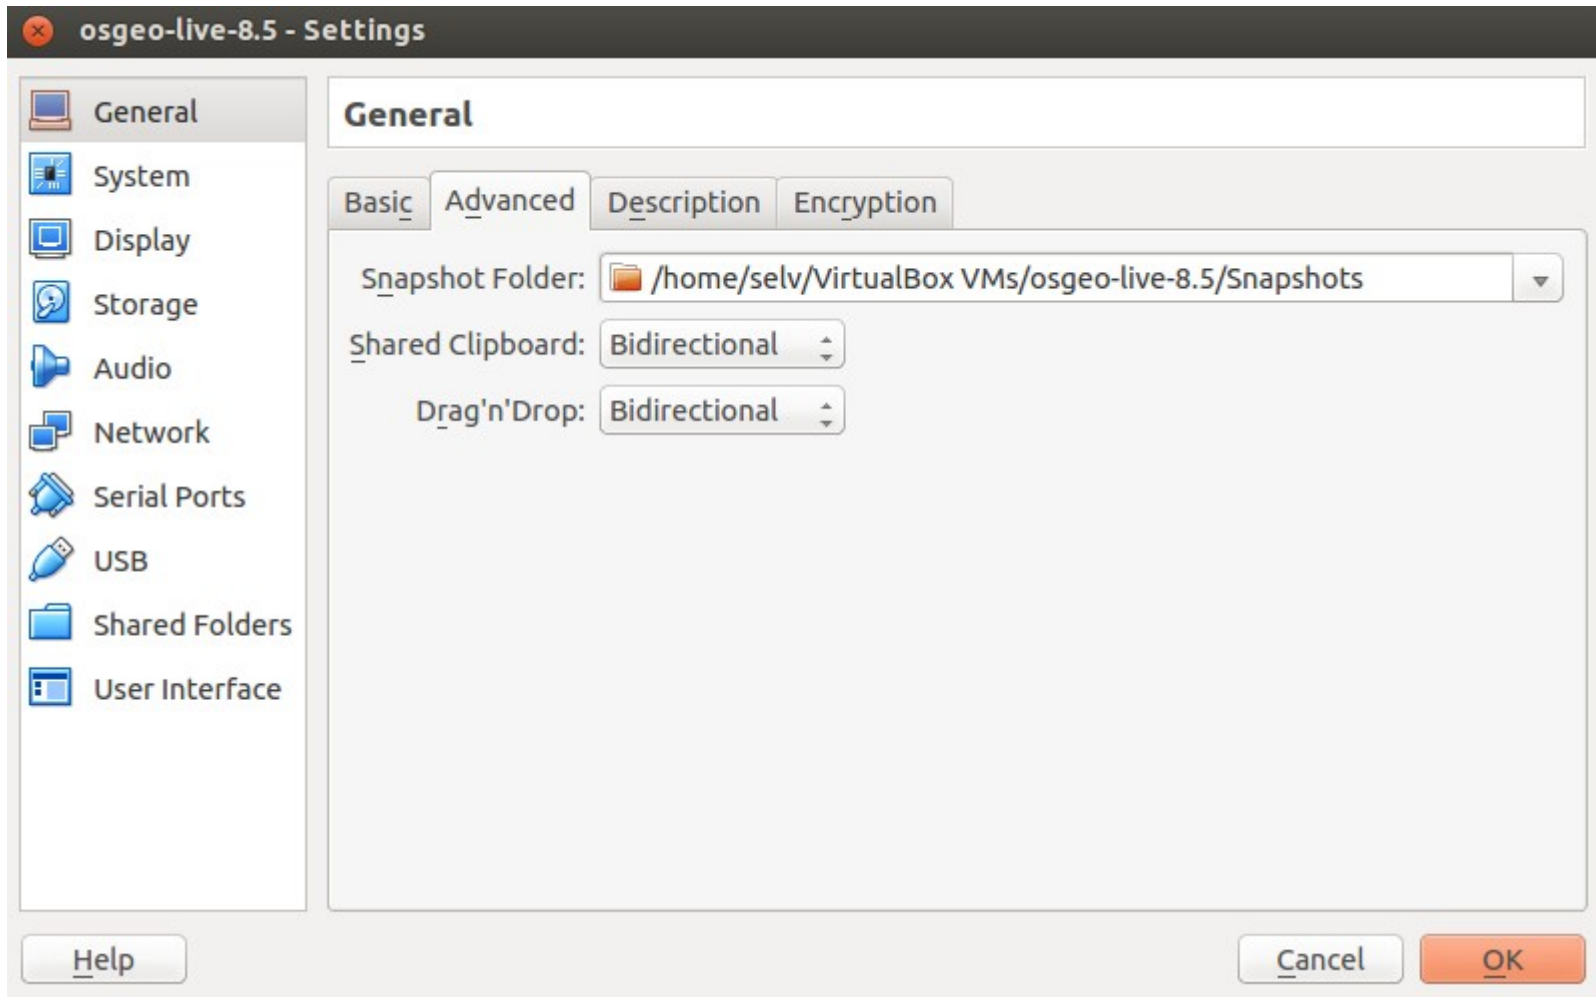 osgeo-live-8.5 - Settings
General
System
Display
Storage
Audio
Network
Serial Ports
USB
Shared Folders
User Interface
General
Basic Advanced Description Encryption
Snapshot Folder: /home/selv/VirtualBox VMs/osgeo-live-8.5/Snapshots
Shared Clipboard: Bidirectional
Drag'n'Drop: Bidirectional
Help Cancel OK